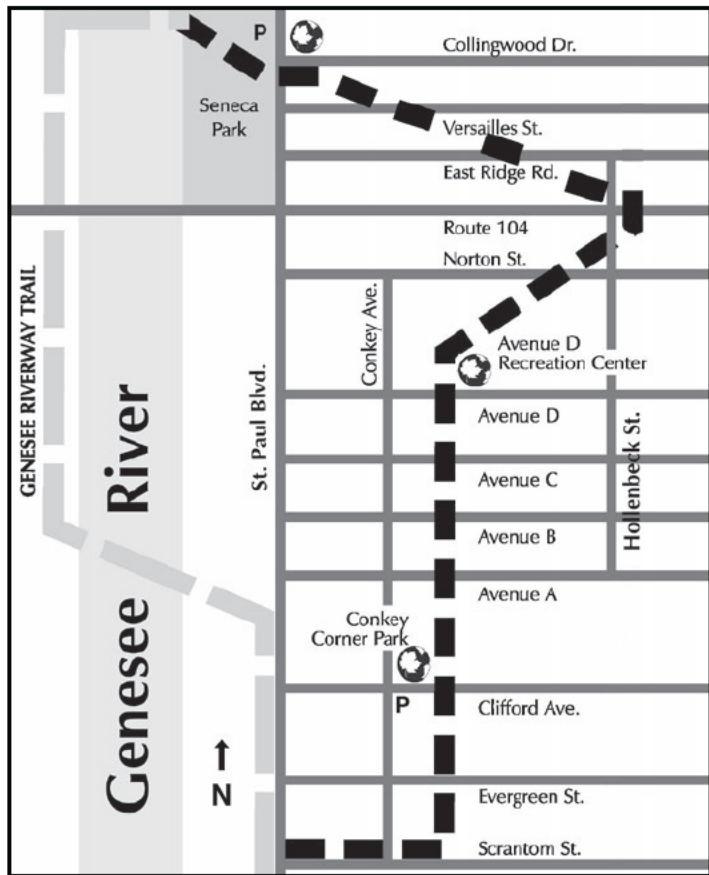 P
Collingwood Dr.
Seneca
Park
Versailles St.
East Ridge Rd.
Route 104
Norton St.
GENESEE RIVERWAY TRAIL
Genesee River
St. Paul Blvd.
Conkey Ave.
Avenue D
Recreation Center
Avenue D
Hollenbeck St.
Avenue C
Avenue B
Avenue A
Conkey
Corner Park
P
Clifford Ave.
N
Evergreen St.
Scrantom St.